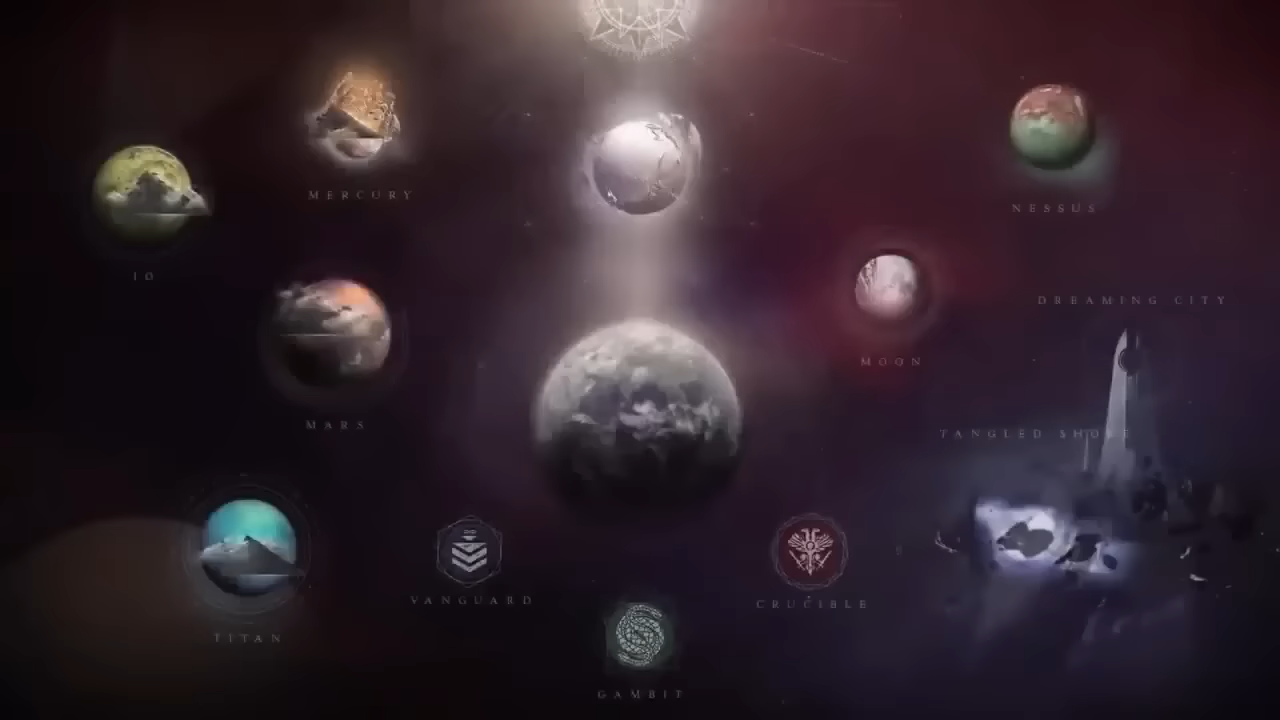 MERCURY
NESSUS
IO
DREAMING CITY
MOON
MARS
TANGLED SHORE
VANGUARD
CRUCIBLE
TITAN
GAMBIT